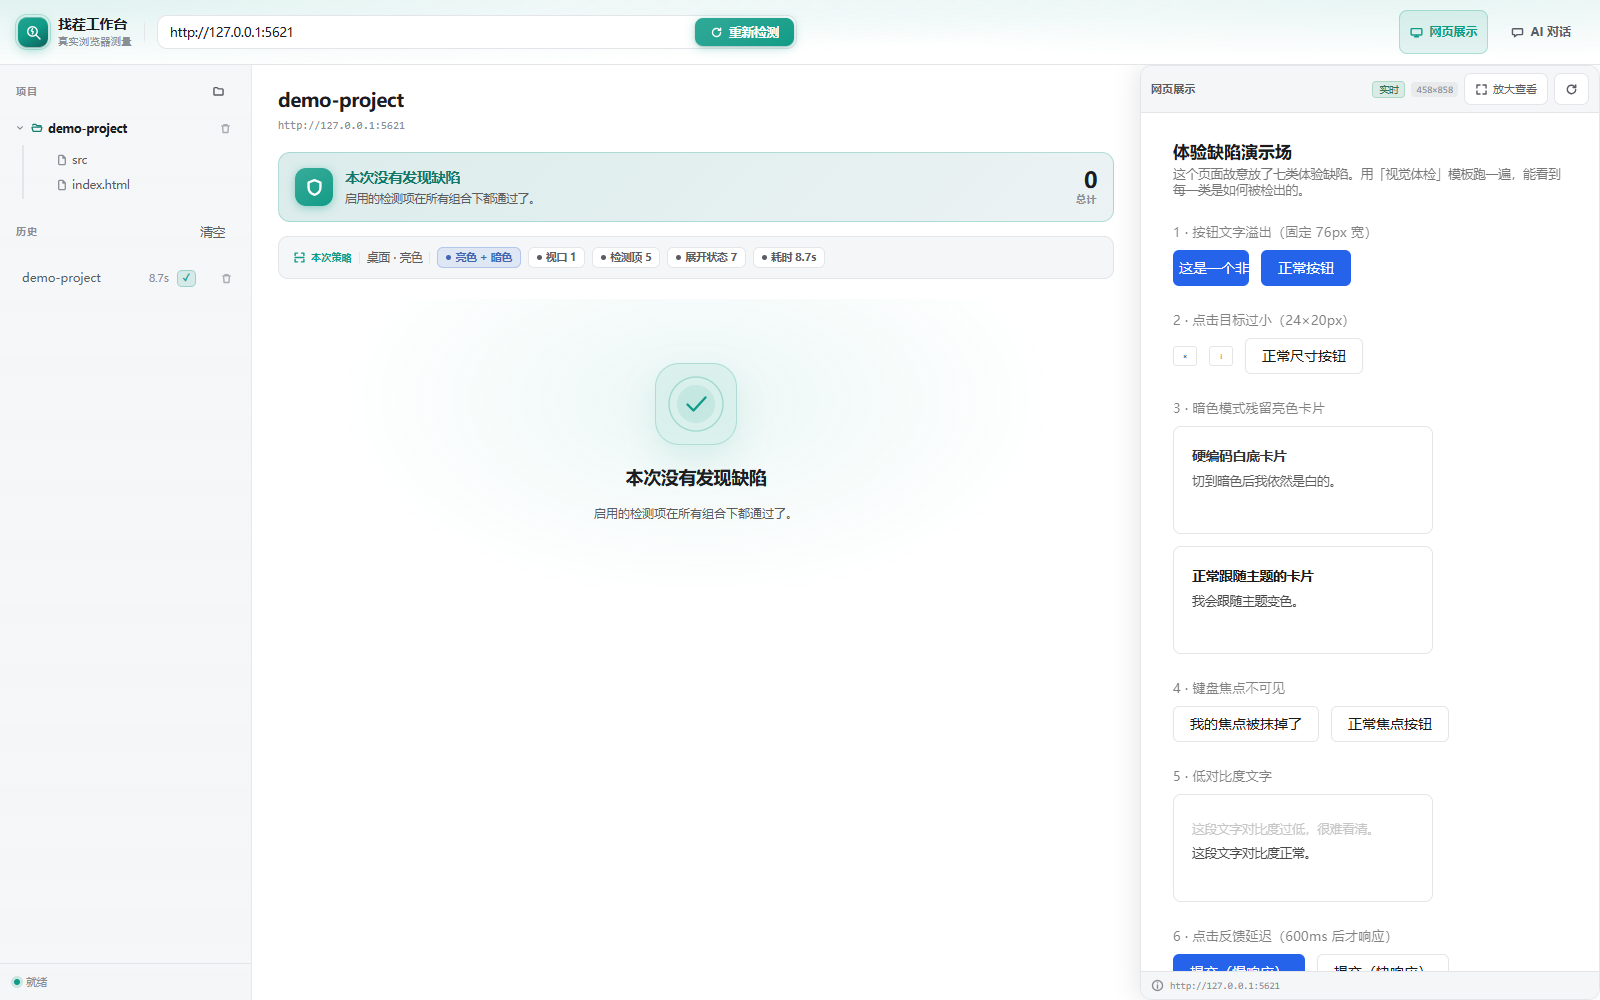 找茬工作台
真实浏览器测量
http://127.0.0.1:5621
重新检测
网页展示
AI 对话
项目
demo-project
src
index.html
历史
清空
demo-project
8.7s
就绪
demo-project
http://127.0.0.1:5621
本次没有发现缺陷
启用的检测项在所有组合下都通过了。
0
总计
本次策略
桌面 · 亮色
亮色 + 暗色
视口 1
检测项 5
展开状态 7
耗时 8.7s
本次没有发现缺陷
启用的检测项在所有组合下都通过了。
网页展示
实时
458×858
放大查看
体验缺陷演示场
这个页面故意放了七类体验缺陷。用「视觉体检」模板跑一遍，能看到
每一类是如何被检出的。
1 · 按钮文字溢出（固定 76px 宽）
这是一个非
正常按钮
2 · 点击目标过小（24×20px）
×
i
正常尺寸按钮
3 · 暗色模式残留亮色卡片
硬编码白底卡片
切到暗色后我依然是白的。
正常跟随主题的卡片
我会跟随主题变色。
4 · 键盘焦点不可见
我的焦点被抹掉了
正常焦点按钮
5 · 低对比度文字
这段文字对比度过低，很难看清。
这段文字对比度正常。
6 · 点击反馈延迟（600ms 后才响应）
提交（慢响应）
提交（快响应）
http://127.0.0.1:5621